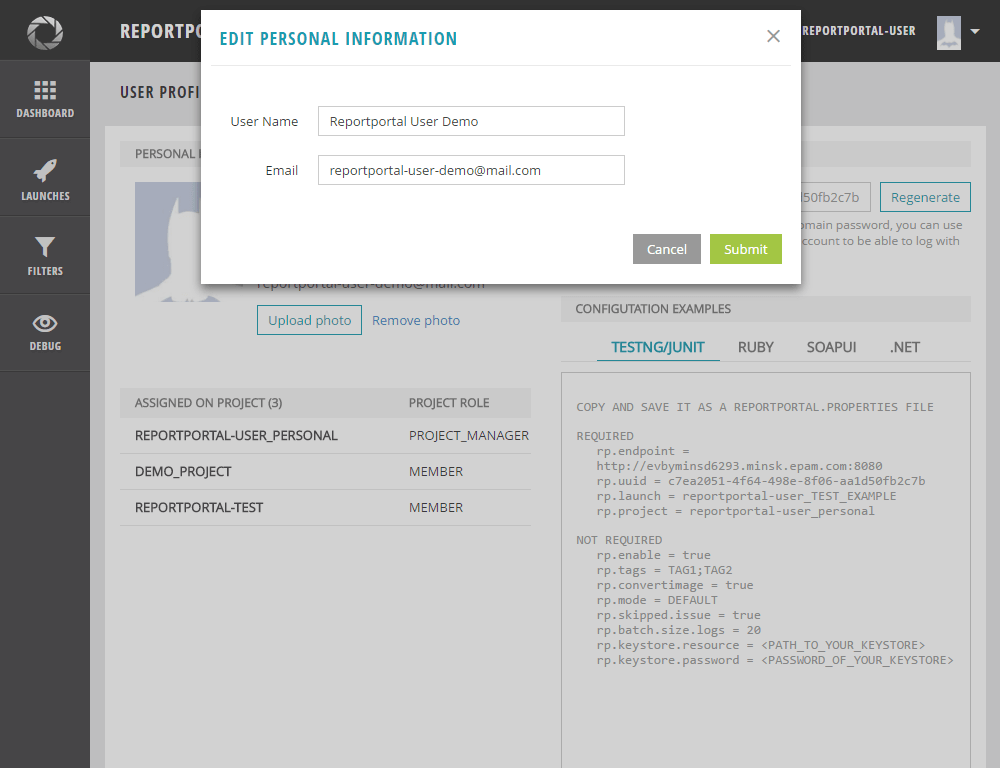 REPORTPO
EDIT PERSONAL INFORMATION
REPORTPORTAL-USER
USER PROFI
User Name
Reportportal User Demo
Email
reportportal-user-demo@mail.com
Cancel
Submit
DASHBOARD
LAUNCHES
FILTERS
DEBUG
PERSONAL
reportportal-user-demo@mail.com
Upload photo
Remove photo
ASSIGNED ON PROJECT (3) PROJECT ROLE
REPORTPORTAL-USER_PERSONAL PROJECT_MANAGER
DEMO_PROJECT MEMBER
REPORTPORTAL-TEST MEMBER
50fb2c7b
Regenerate
omain password, you can use
ccount to be able to log with
CONFIGUTATION EXAMPLES
TESTNG/JUNIT RUBY SOAPUI .NET
COPY AND SAVE IT AS A REPORTPORTAL.PROPERTIES FILE
REQUIRED
rp.endpoint =
http://evbyminsd6293.minsk.epam.com:8080
rp.uuid = c7ea2051-4f64-498e-8f06-aa1d50fb2c7b
rp.launch = reportportal-user_TEST_EXAMPLE
rp.project = reportportal-user_personal
NOT REQUIRED
rp.enable = true
rp.tags = TAG1;TAG2
rp.convertimage = true
rp.mode = DEFAULT
rp.skipped.issue = true
rp.batch.size.logs = 20
rp.keystore.resource = <PATH_TO_YOUR_KEYSTORE>
rp.keystore.password = <PASSWORD_OF_YOUR_KEYSTORE>